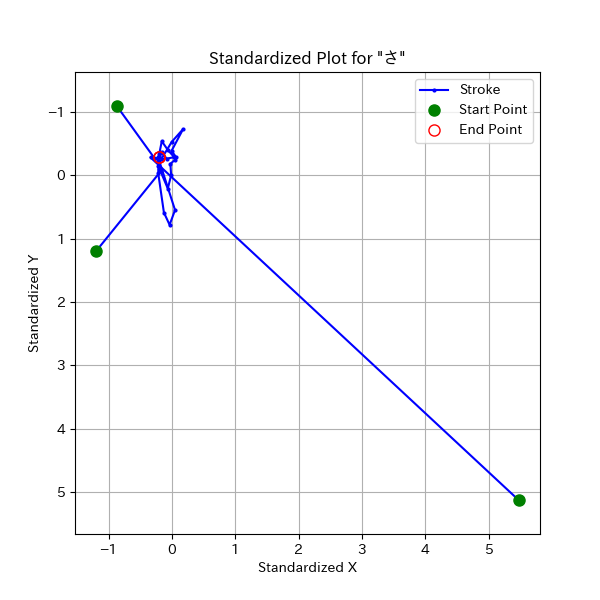 Standardized Plot for "さ"
Stroke
Start Point
End Point
−1
0
1
2
3
4
5
Standardized Y
−1 0 1 2 3 4 5
Standardized X